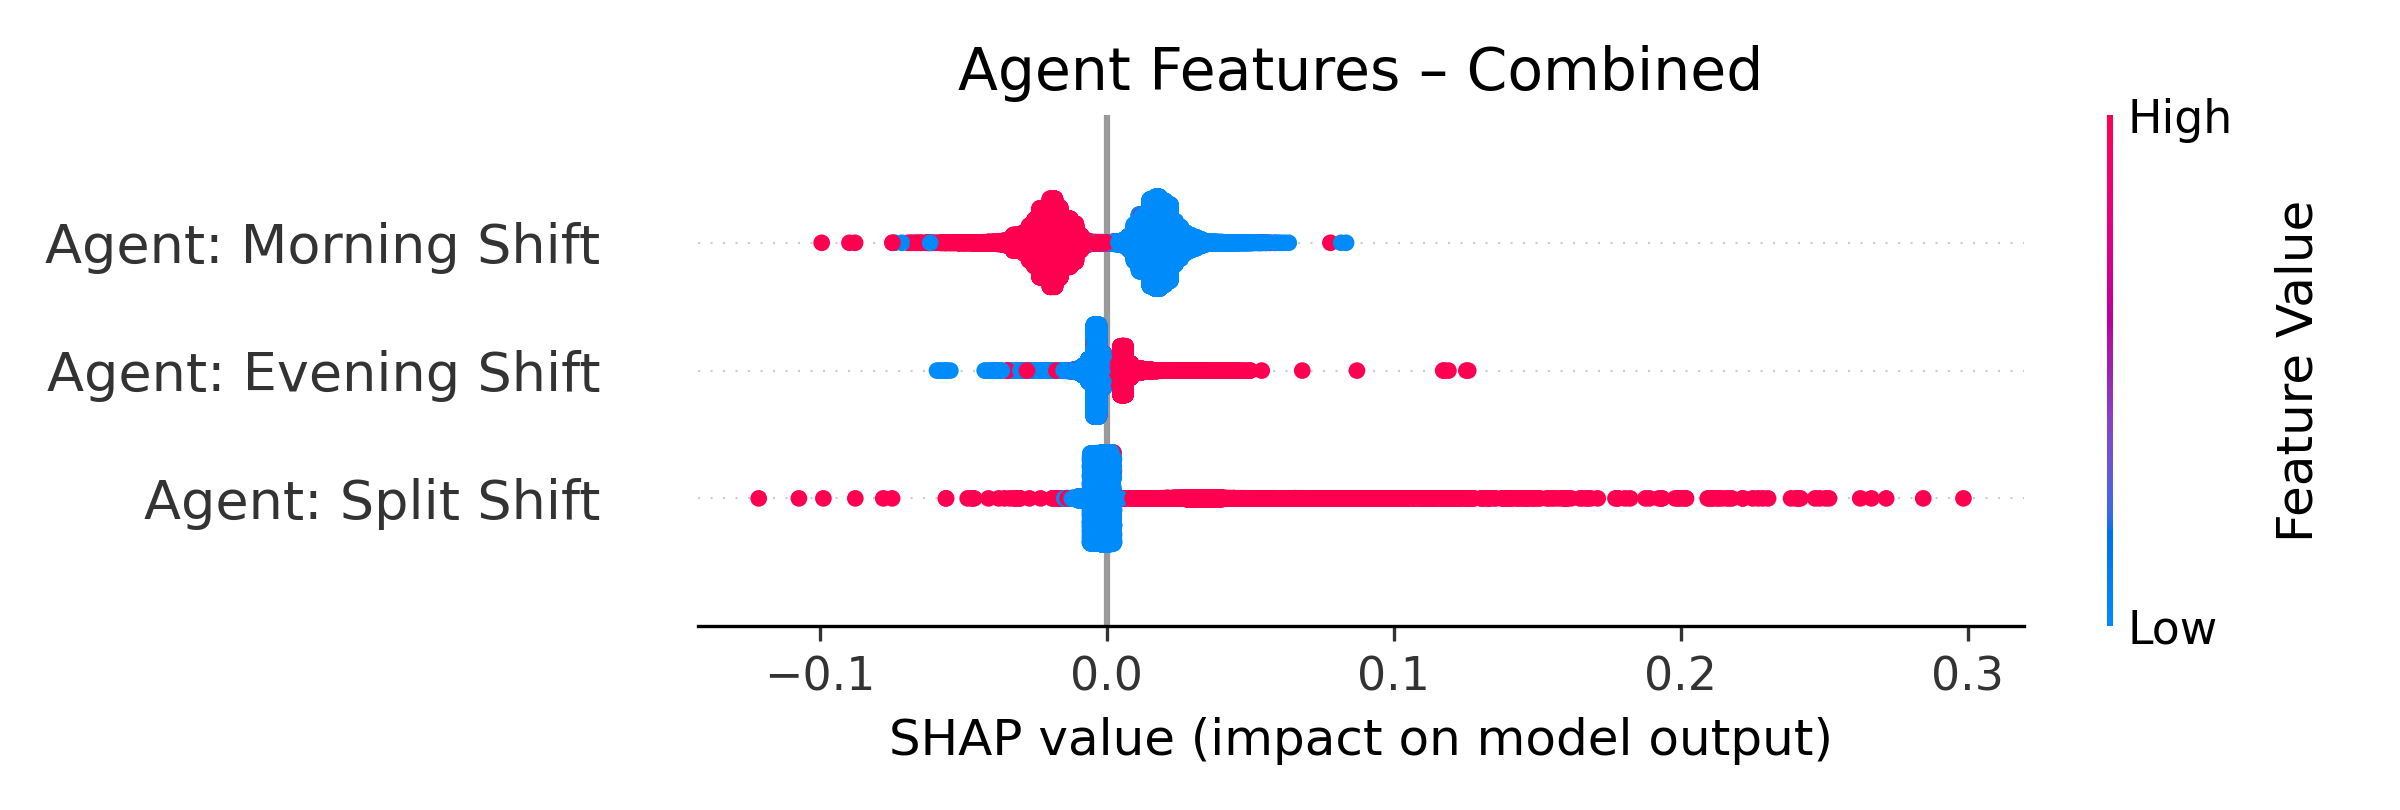 Agent Features – Combined
High
Agent: Morning Shift
Agent: Evening Shift
Agent: Split Shift
Feature Value
Low
−0.1 0.0 0.1 0.2 0.3
SHAP value (impact on model output)